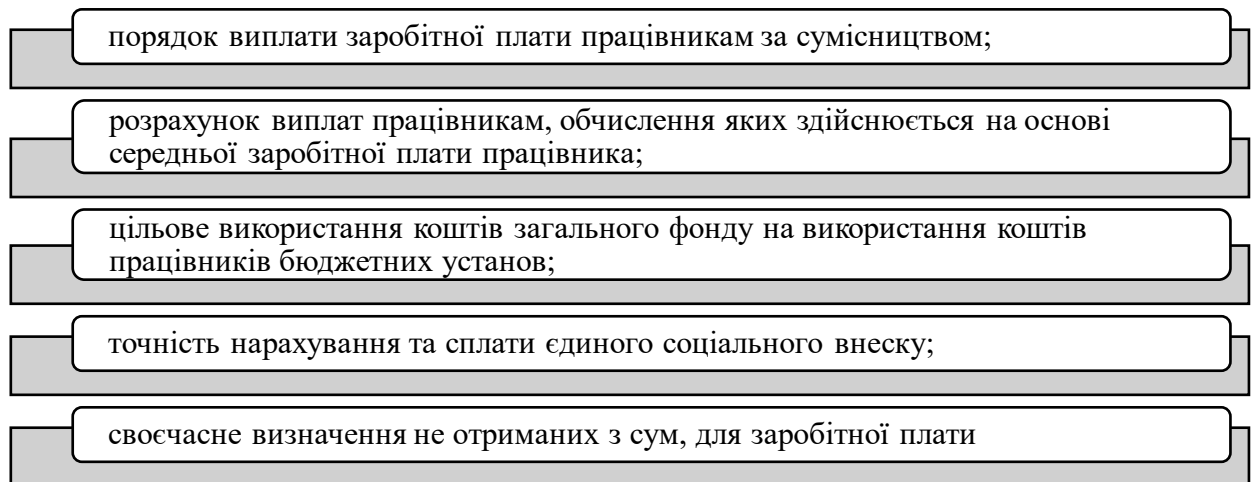 порядок виплати заробітної плати працівникам за сумісництвом;
розрахунок виплат працівникам, обчислення яких здійснюється на основі
середньої заробітної плати працівника;
цільове використання коштів загального фонду на використання коштів
працівників бюджетних установ;
точність нарахування та сплати єдиного соціального внеску;
своєчасне визначення не отриманих з сум, для заробітної плати